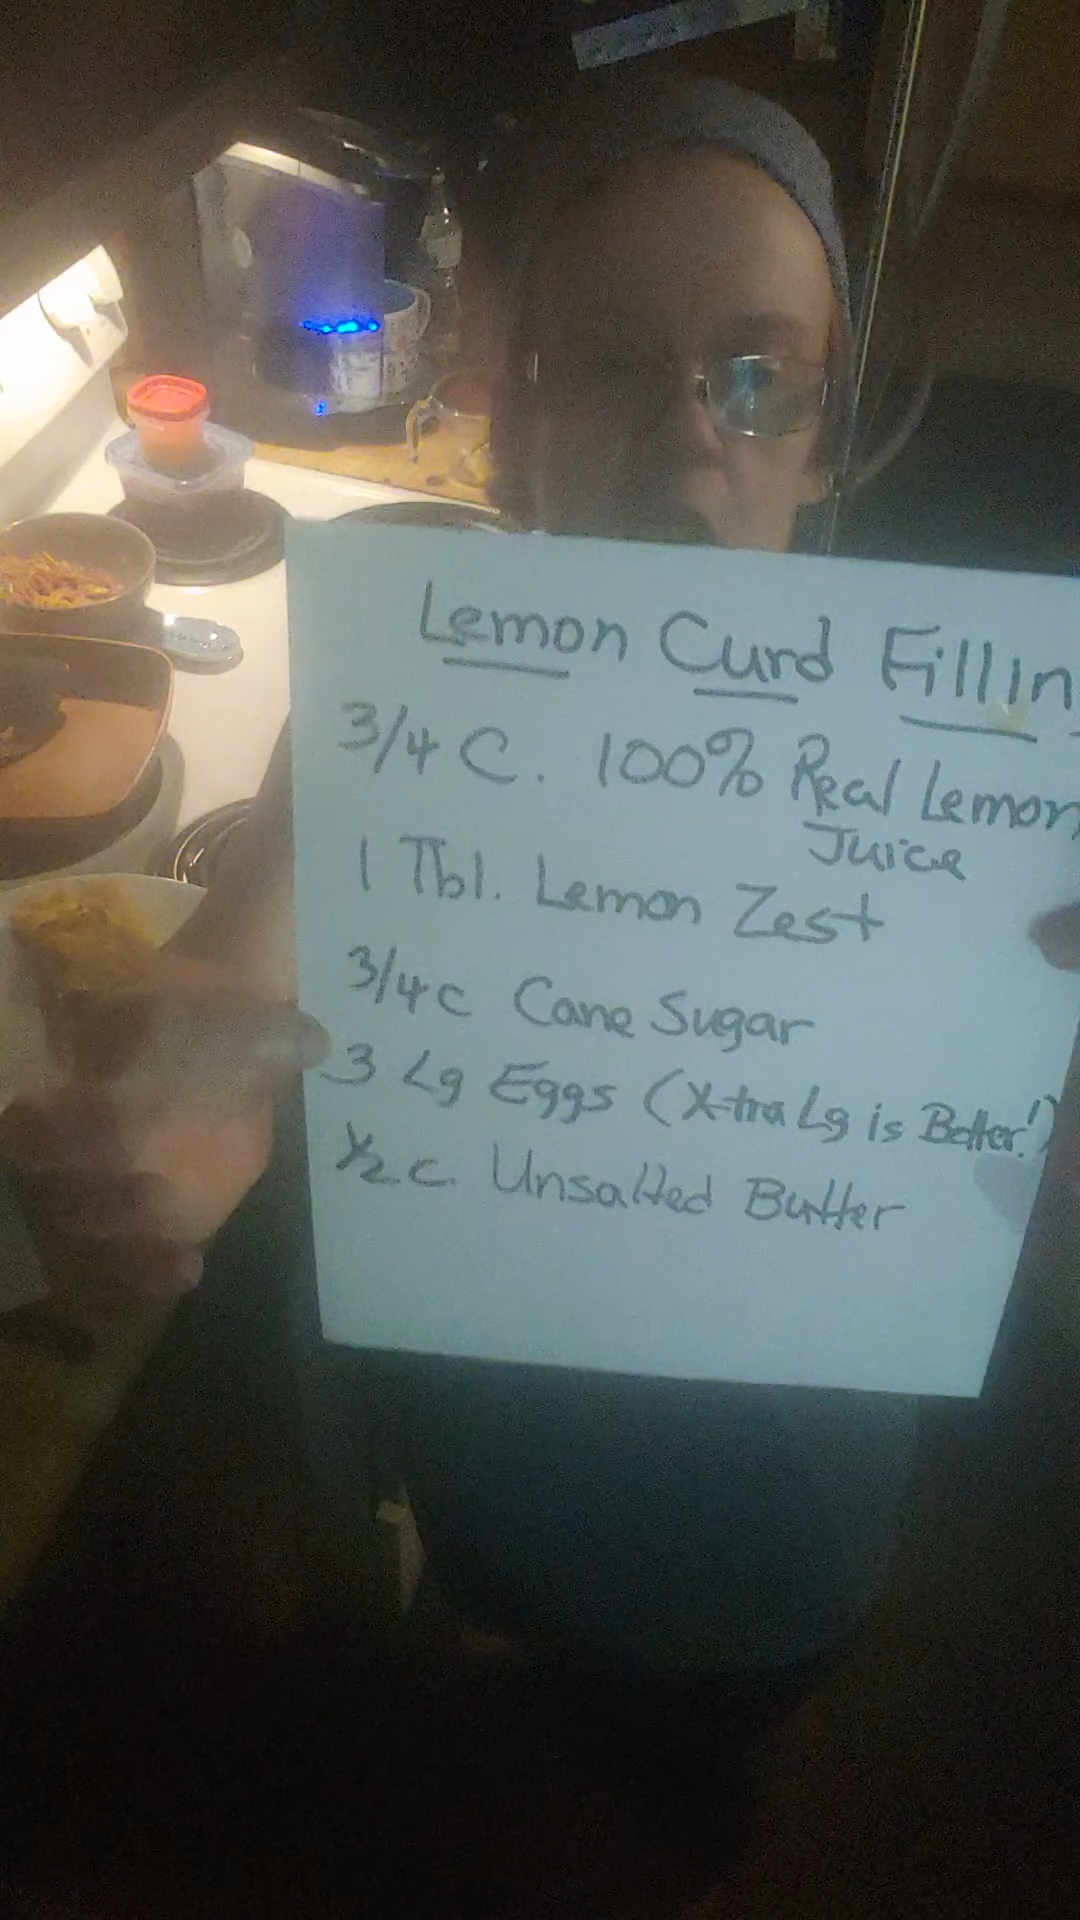 Lemon Curd Fillin
3/4 C. 100% Real Lemon
Juice
1 Tbl. Lemon Zest
3/4 c Cane Sugar
3 Lg Eggs (X-tra Lg is Better!)
1/2 c. Unsalted Butter